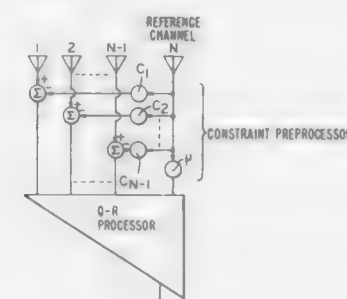 REFERENCE
CHANNEL
1 2 N-1 N
+
-
C1
Σ
+
-
C2
Σ
+
-
Σ
CN-1
μ
CONSTRAINT PREPROCESSOR
Q-R
PROCESSOR